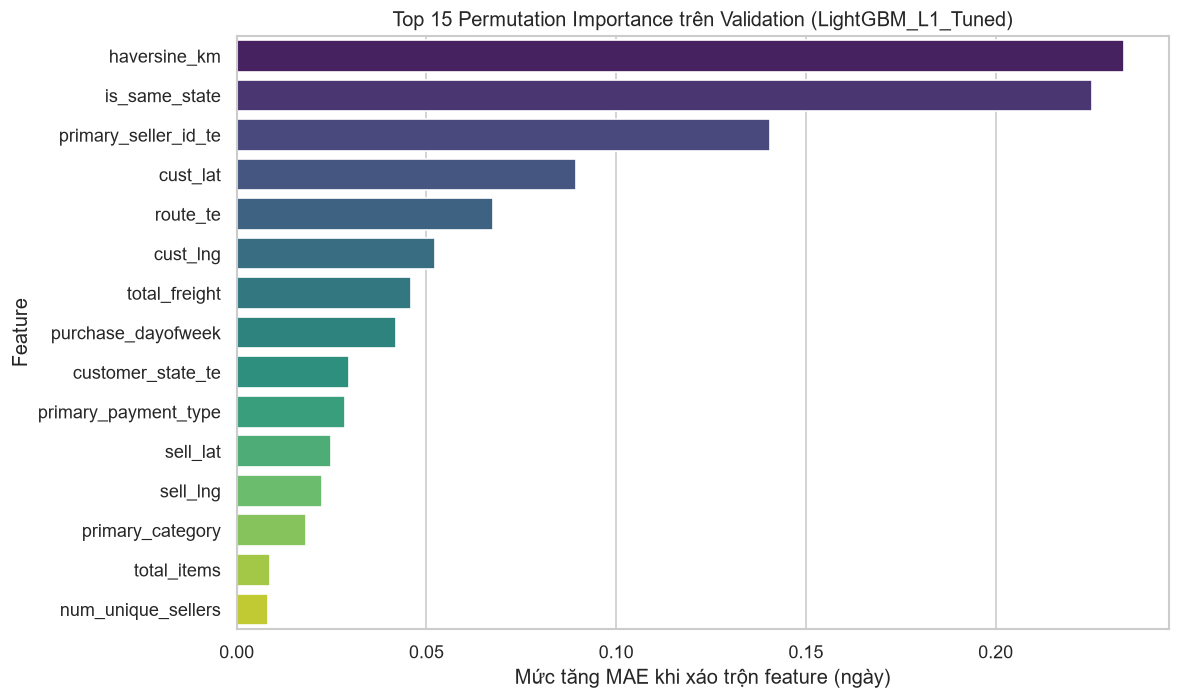 Top 15 Permutation Importance trên Validation (LightGBM_L1_Tuned)
Feature
haversine_km
is_same_state
primary_seller_id_te
cust_lat
route_te
cust_lng
total_freight
purchase_dayofweek
customer_state_te
primary_payment_type
sell_lat
sell_lng
primary_category
total_items
num_unique_sellers
0.00 0.05 0.10 0.15 0.20
Mức tăng MAE khi xáo trộn feature (ngày)